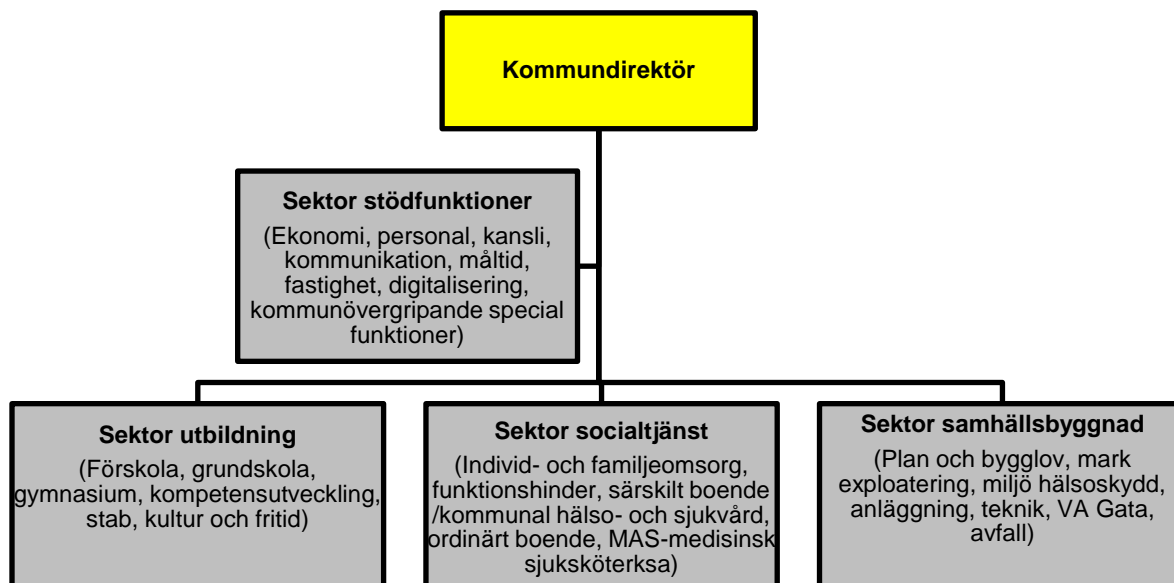 Kommundirektör
Sektor stödfunktioner
(Ekonomi, personal, kansli,
kommunikation, måltid,
fastighet, digitalisering,
kommunövergripande special
funktioner)
Sektor utbildning
(Förskola, grundskola,
gymnasium, kompetensutveckling,
stab, kultur och fritid)
Sektor socialtjänst
(Individ- och familjeomsorg,
funktionshinder, särskilt boende
/kommunal hälso- och sjukvård,
ordinärt boende, MAS-medisinsk
sjuksköterksa)
Sektor samhällsbyggnad
(Plan och bygglov, mark
exploatering, miljö hälsoskydd,
anläggning, teknik, VA Gata,
avfall)